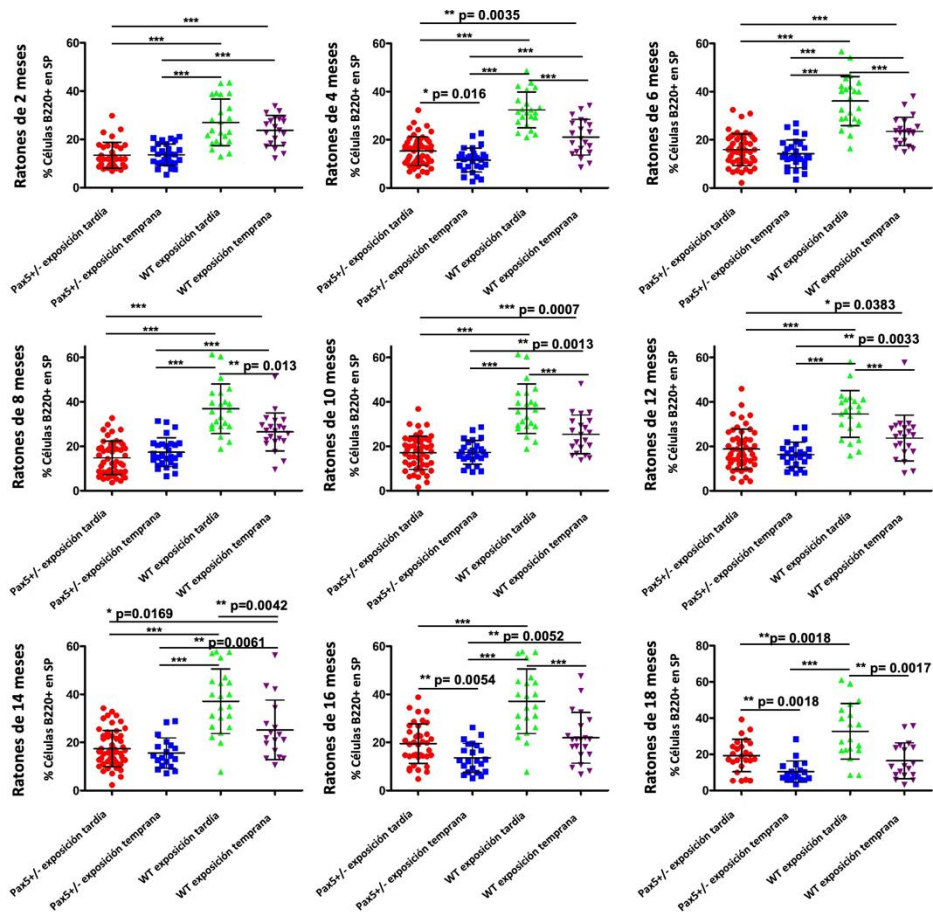 Ratones de 2 meses
% Células B220+ en SP
60
40
20
0
***
***
***
***
Pax5+/- exposición tardía
Pax5+/- exposición temprana
WT exposición tardía
WT exposición temprana
Ratones de 4 meses
% Células B220+ en SP
60
40
20
0
** p= 0.0035
***
***
***
***
* p= 0.016
Pax5+/- exposición tardía
Pax5+/- exposición temprana
WT exposición tardía
WT exposición temprana
Ratones de 6 meses
% Células B220+ en SP
60
40
20
0
***
***
***
***
***
Pax5+/- exposición tardía
Pax5+/- exposición temprana
WT exposición tardía
WT exposición temprana
Ratones de 8 meses
% Células B220+ en SP
60
40
20
0
***
***
***
***
** p= 0.013
Pax5+/- exposición tardía
Pax5+/- exposición temprana
WT exposición tardía
WT exposición temprana
Ratones de 10 meses
% Células B220+ en SP
60
40
20
0
*** p= 0.0007
***
** p= 0.0013
***
***
Pax5+/- exposición tardía
Pax5+/- exposición temprana
WT exposición tardía
WT exposición temprana
Ratones de 12 meses
% Células B220+ en SP
60
40
20
0
* p= 0.0383
***
** p= 0.0033
***
***
Pax5+/- exposición tardía
Pax5+/- exposición temprana
WT exposición tardía
WT exposición temprana
Ratones de 14 meses
% Células B220+ en SP
60
40
20
0
** p=0.0042
* p=0.0169
***
** p=0.0061
***
Pax5+/- exposición tardía
Pax5+/- exposición temprana
WT exposición tardía
WT exposición temprana
Ratones de 16 meses
% Células B220+ en SP
60
40
20
0
***
** p= 0.0052
***
***
** p= 0.0054
Pax5+/- exposición tardía
Pax5+/- exposición temprana
WT exposición tardía
WT exposición temprana
Ratones de 18 meses
% Células B220+ en SP
80
60
40
20
0
**p= 0.0018
***
** p= 0.0017
** p= 0.0018
Pax5+/- exposición tardía
Pax5+/- exposición temprana
WT exposición tardía
WT exposición temprana